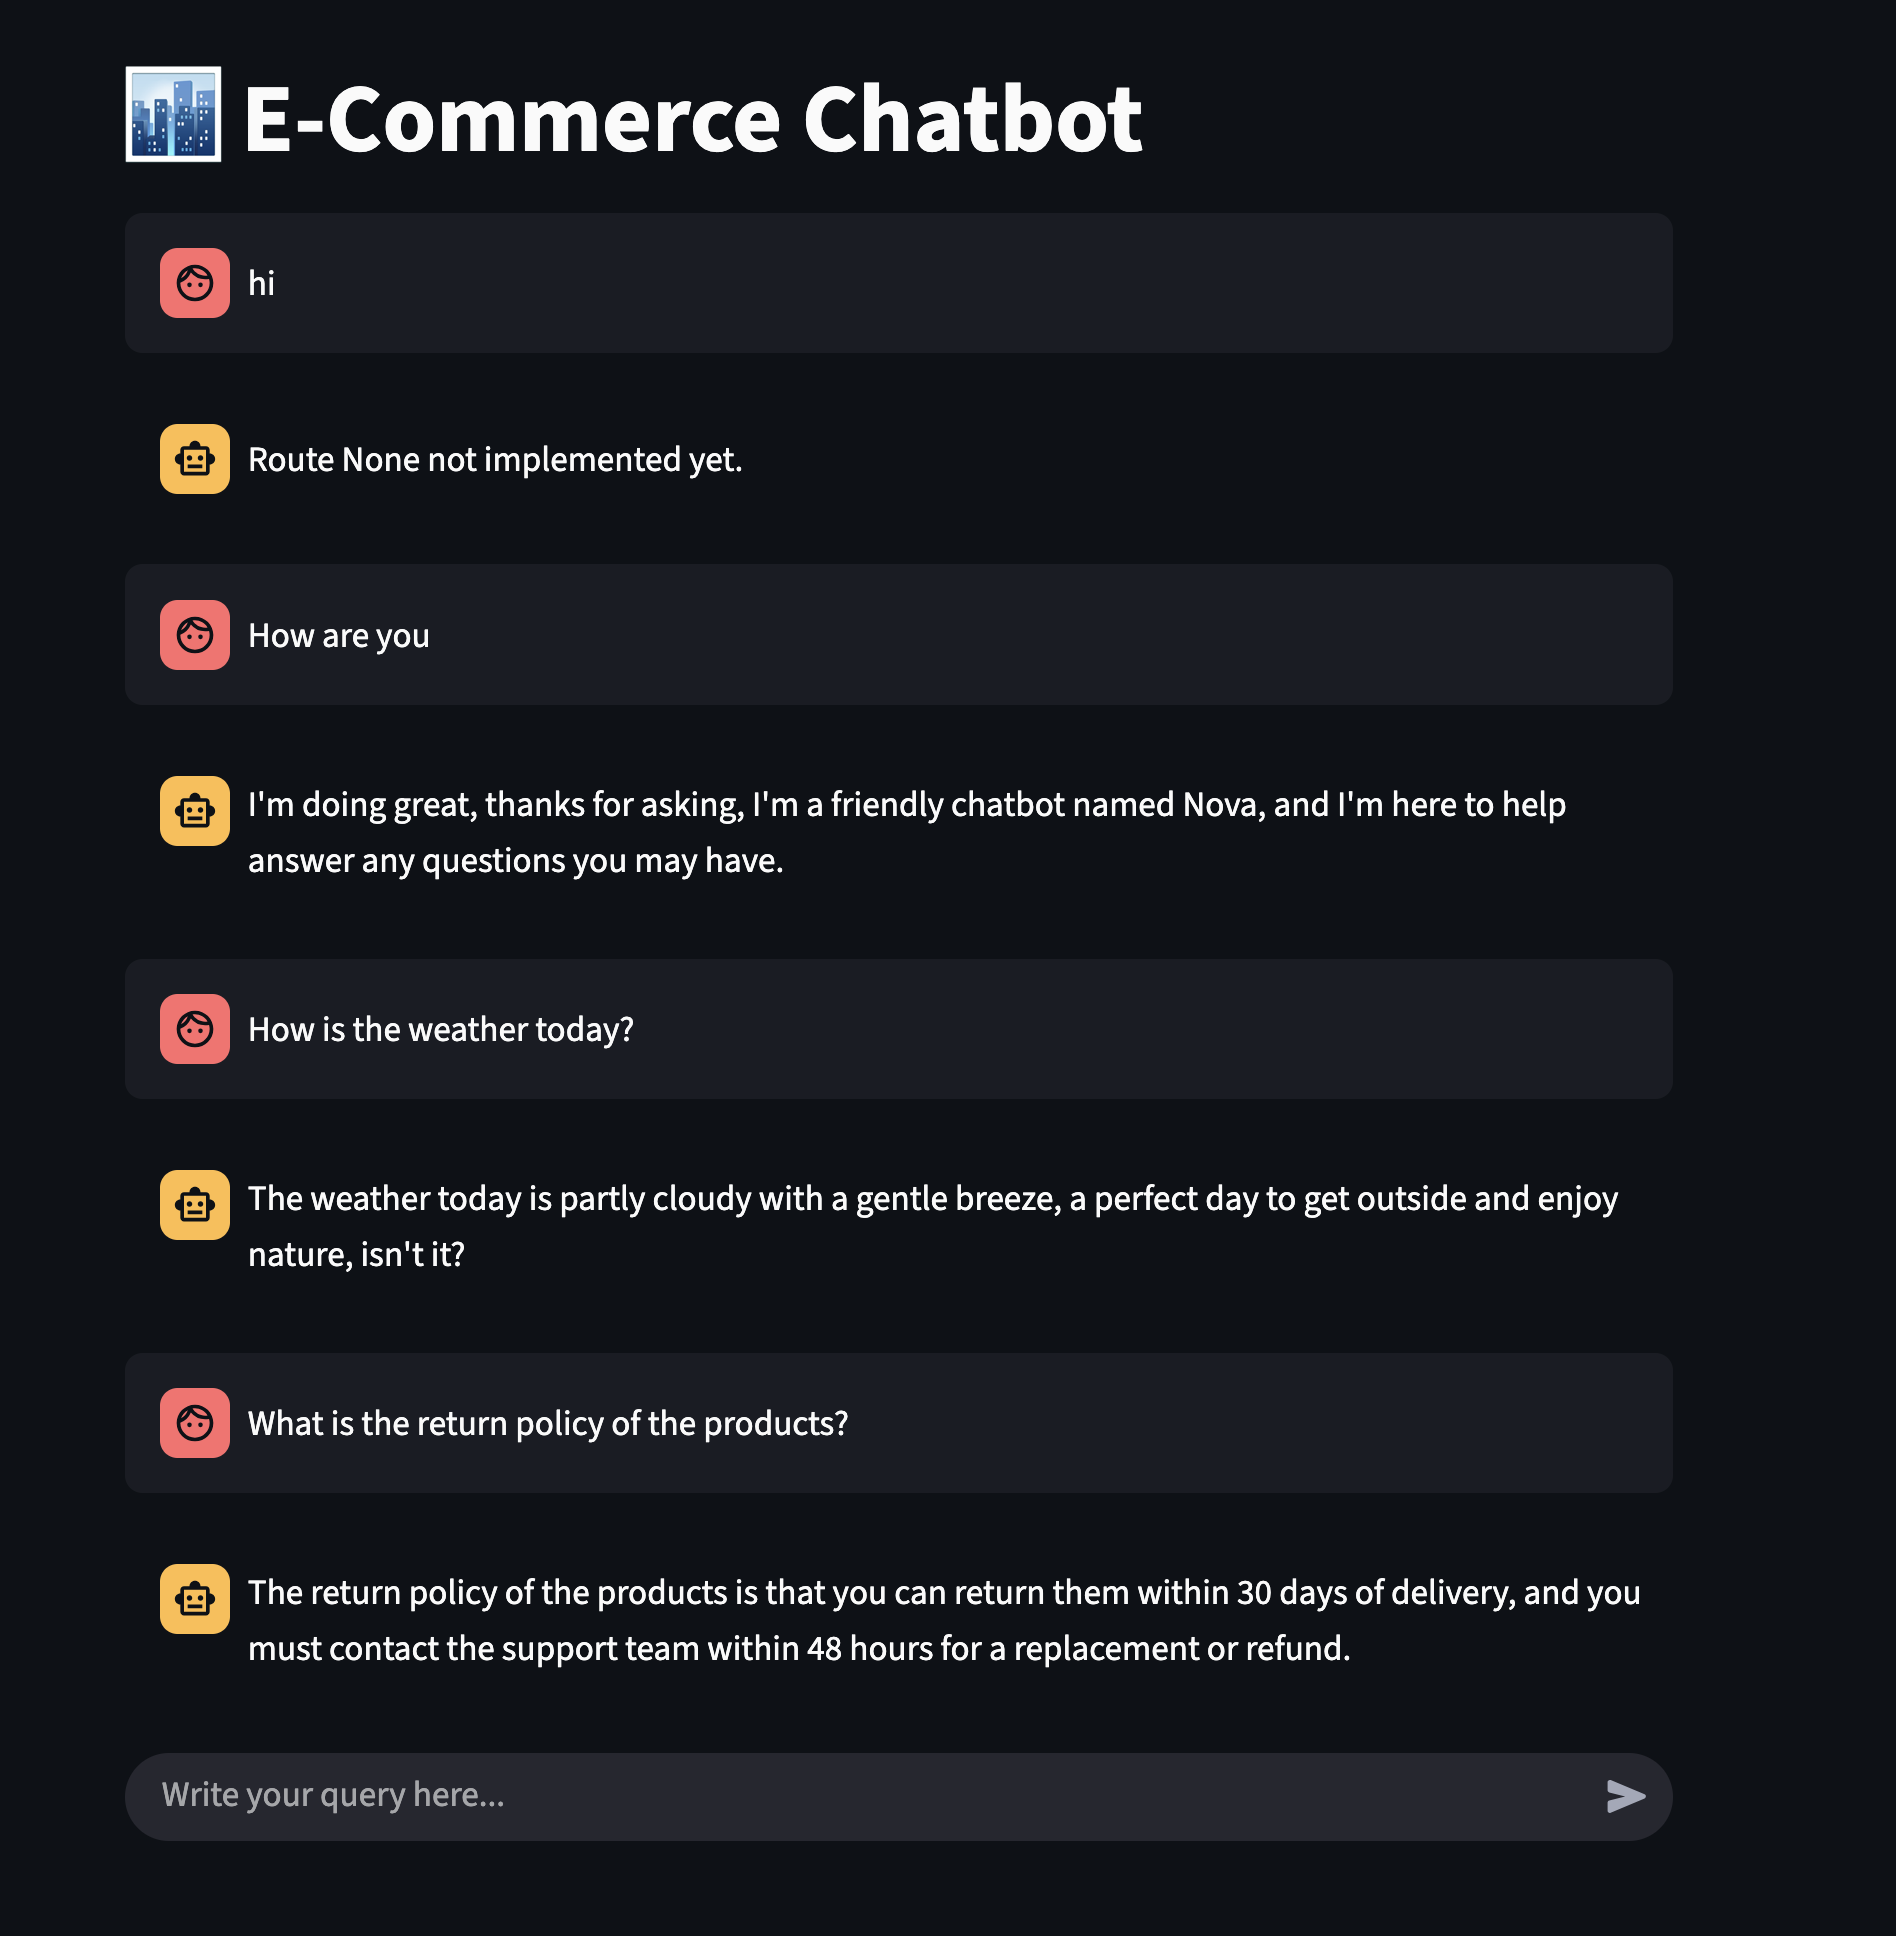 E-Commerce Chatbot
hi
Route None not implemented yet.
How are you
I'm doing great, thanks for asking, I'm a friendly chatbot named Nova, and I'm here to help
answer any questions you may have.
How is the weather today?
The weather today is partly cloudy with a gentle breeze, a perfect day to get outside and enjoy
nature, isn't it?
What is the return policy of the products?
The return policy of the products is that you can return them within 30 days of delivery, and you
must contact the support team within 48 hours for a replacement or refund.
Write your query here...